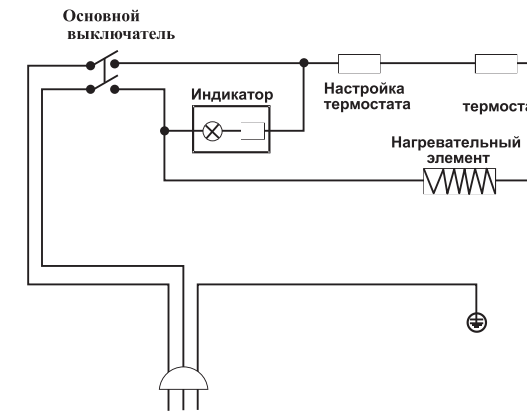 Основной
выключатель
Индикатор
Настройка
термостата
Нагревательный
элемент